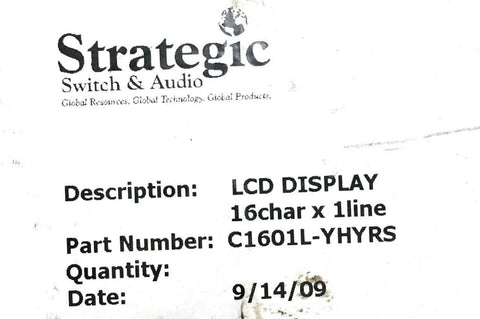 Strategic
Switch & Audio
Global Resources. Global Technology. Global Products.
Description: LCD DISPLAY
16char x 1line
Part Number: C1601L-YHYRS
Quantity:
Date: 9/14/09